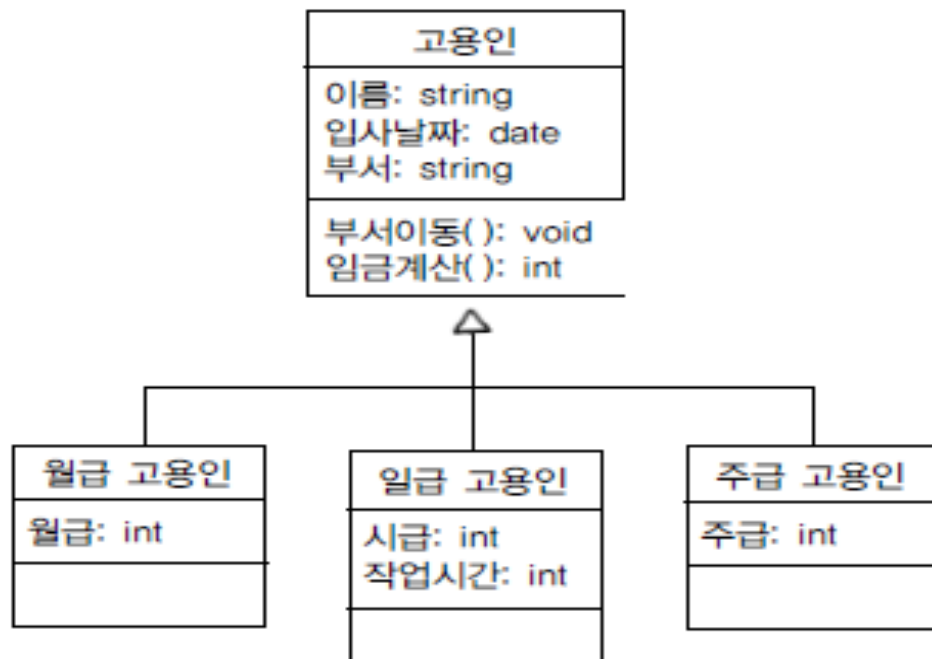 고용인
이름: string
입사날짜: date
부서: string
부서이동( ): void
임금계산( ): int
월급 고용인
월급: int
일급 고용인
시급: int
작업시간: int
주급 고용인
주급: int